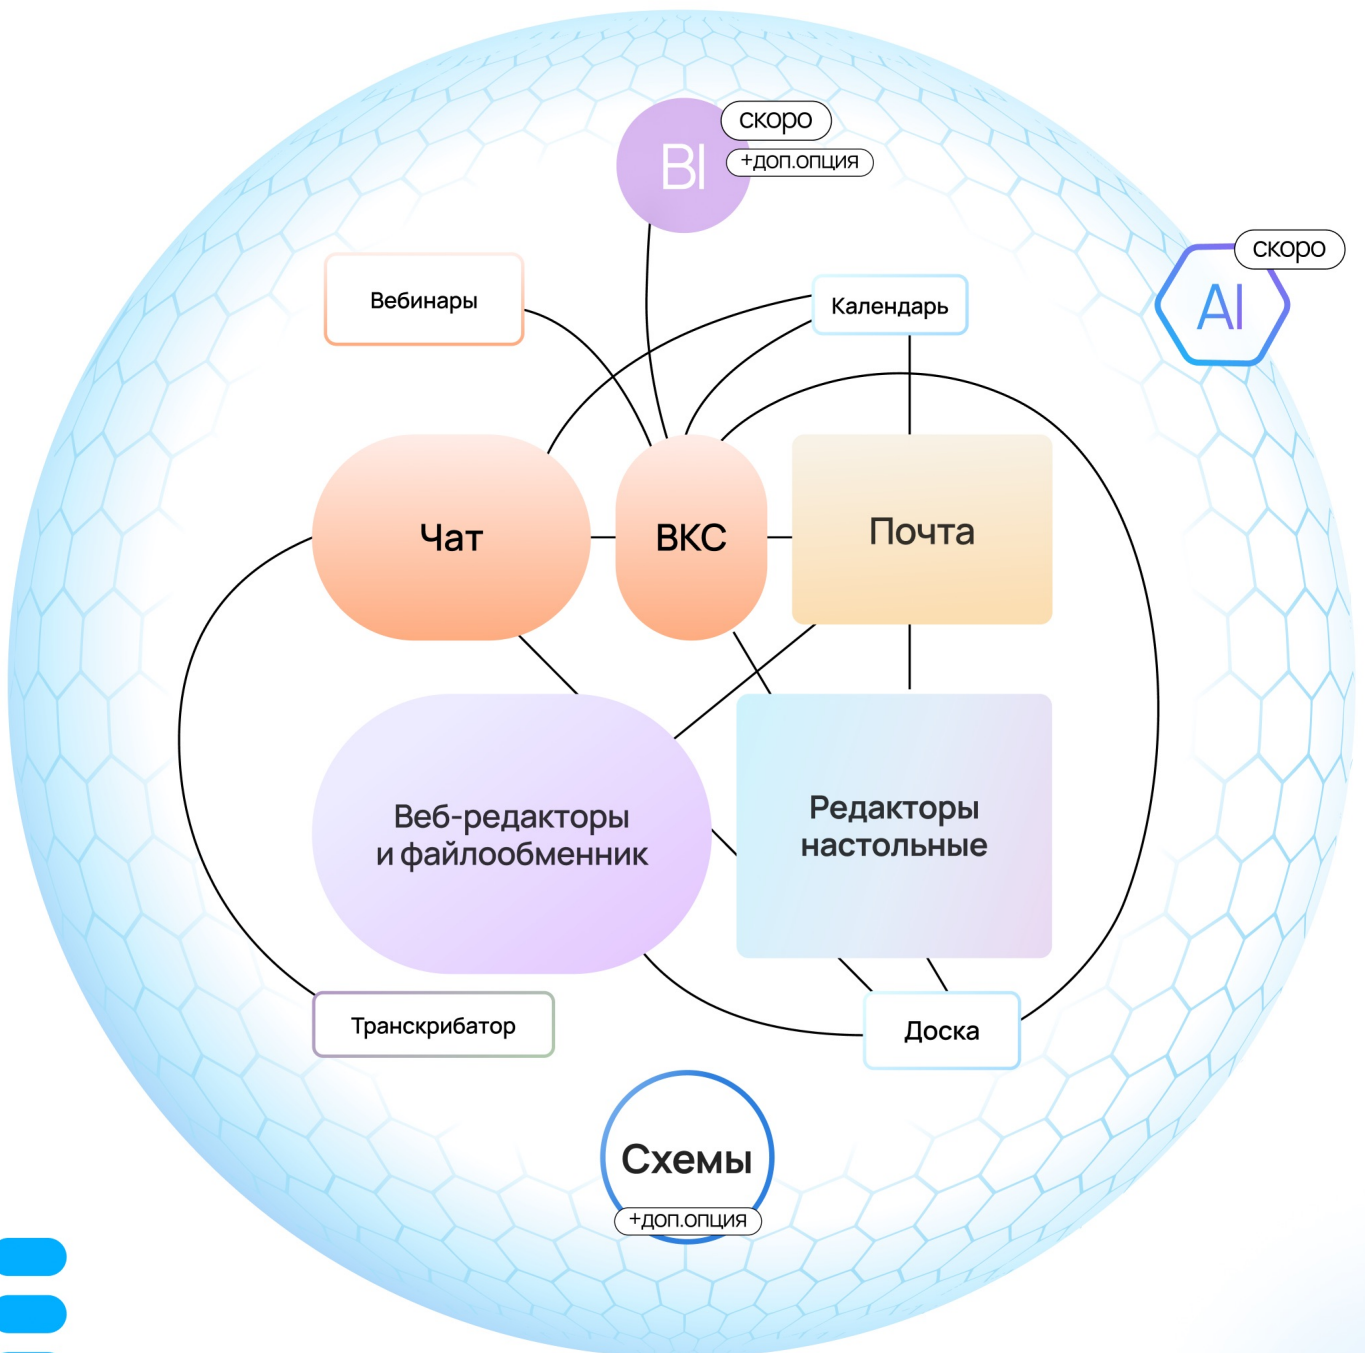 скоро
BI
+доп.опция
скоро
AI
Вебинары
Календарь
Чат
ВКС
Почта
Веб-редакторы
и файлообменник
Редакторы
настольные
Транскрибатор
Доска
Схемы
+доп.опция